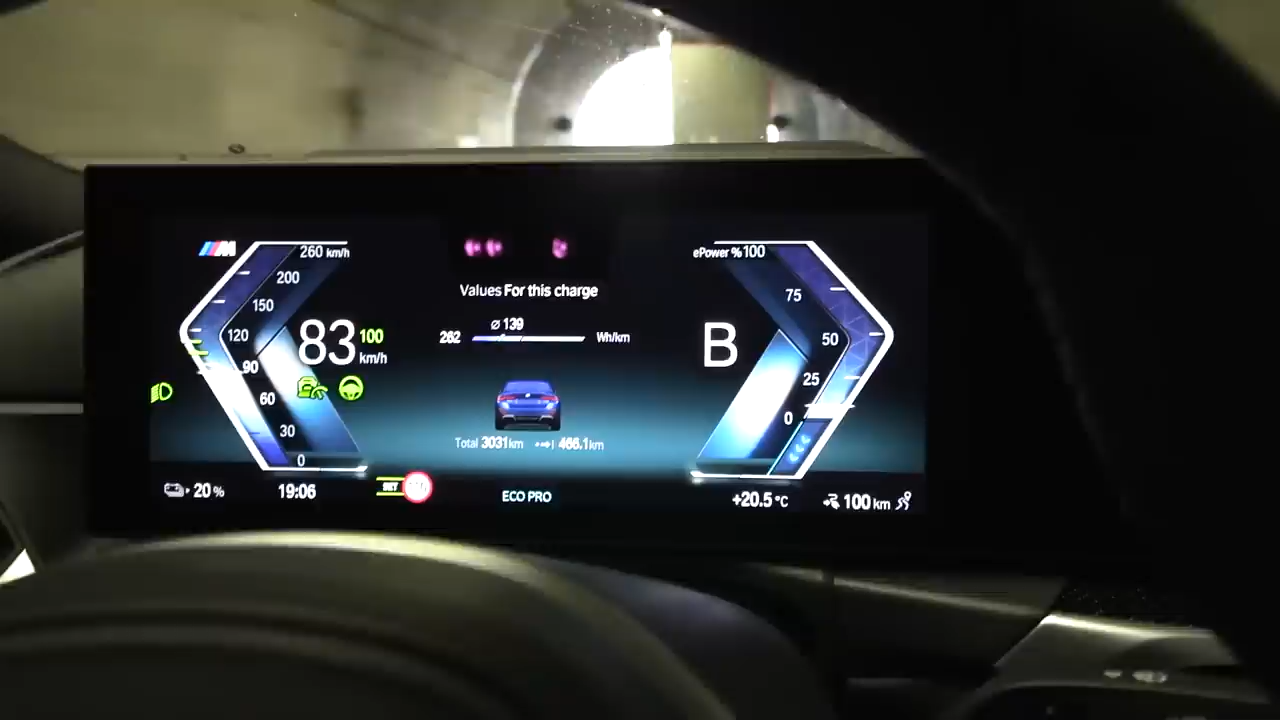 M
260 km/h
200
150
120
90
60
30
0
83 100
km/h
Values For this charge
⌀ 139
262 Wh/km
Total 3031 km 466.1 km
ePower % 100
75
50
25
0
B
20 %
19:06
SET
ECO PRO
+20.5 °C
100 km